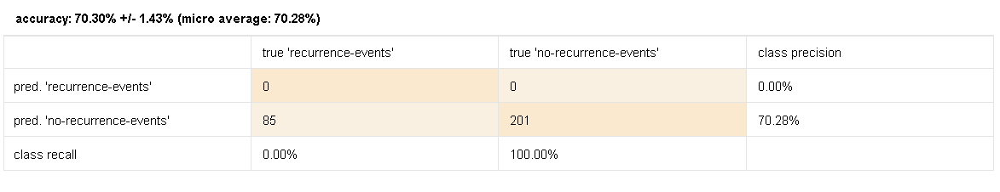 accuracy: 70.30% +/- 1.43% (micro average: 70.28%)
true 'recurrence-events' true 'no-recurrence-events' class precision
pred. 'recurrence-events' 0 0 0.00%
pred. 'no-recurrence-events' 85 201 70.28%
class recall 0.00% 100.00%